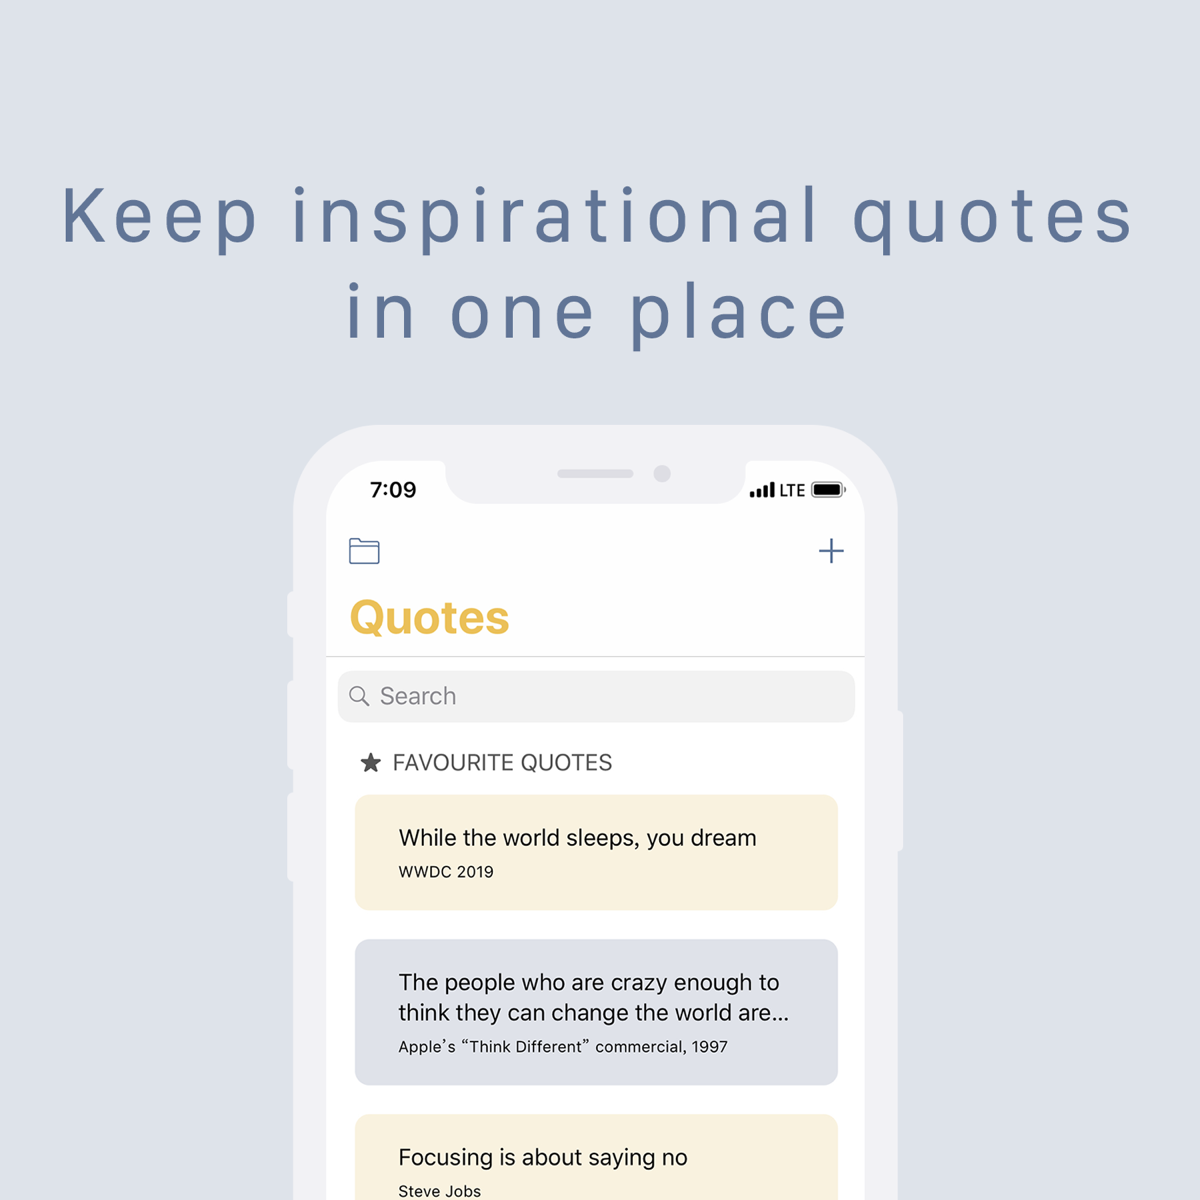 Keep inspirational quotes
in one place
7:09
LTE
Quotes
Search
FAVOURITE QUOTES
While the world sleeps, you dream
WWDC 2019
The people who are crazy enough to
think they can change the world are...
Apple’s “Think Different” commercial, 1997
Focusing is about saying no
Steve Jobs